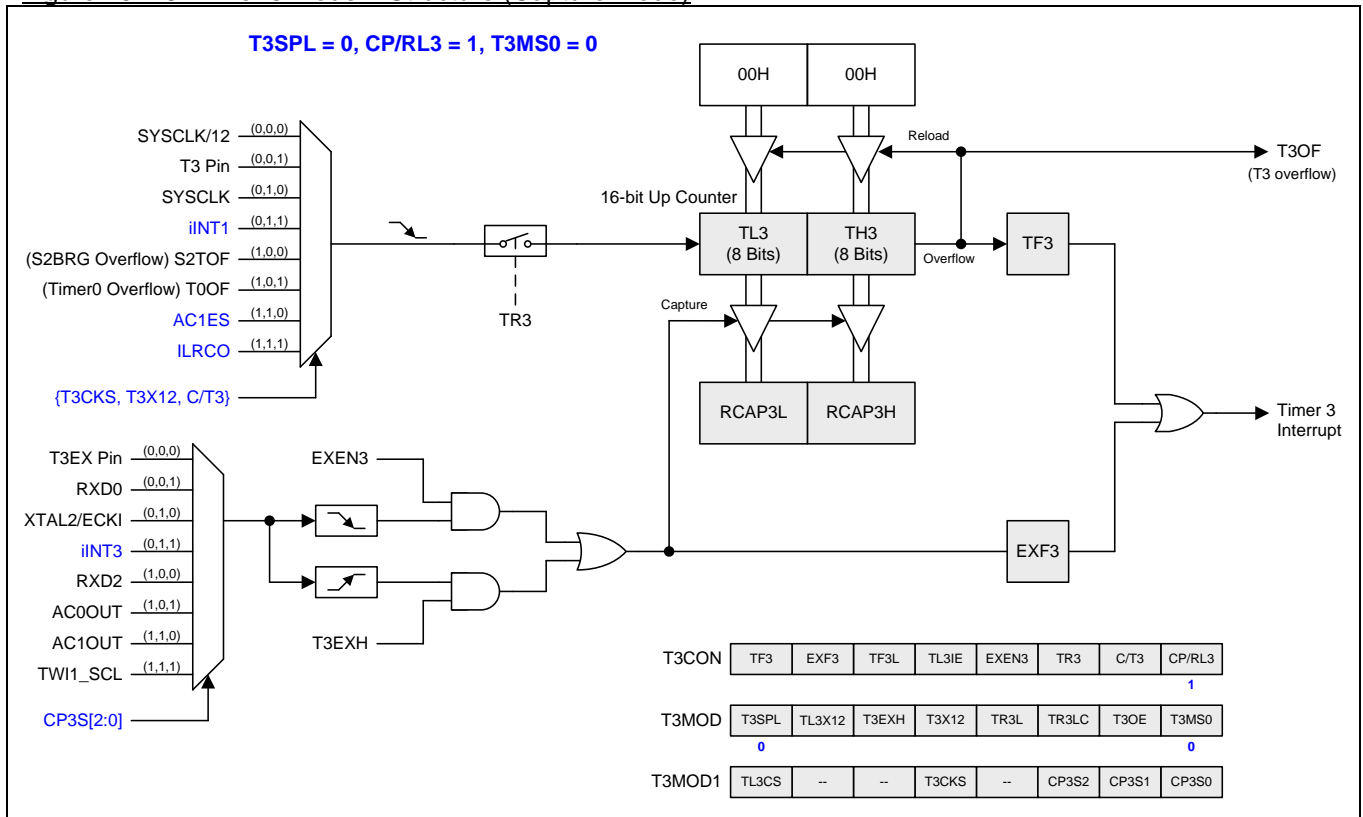 T3SPL = 0, CP/RL3 = 1, T3MS0 = 0
00H 00H
SYSCLK/12 (0,0,0)
T3 Pin (0,0,1)
SYSCLK (0,1,0)
iINT1 (0,1,1)
(S2BRG Overflow) S2TOF (1,0,0)
(Timer0 Overflow) T0OF (1,0,1)
AC1ES (1,1,0)
ILRCO (1,1,1)
{T3CKS, T3X12, C/T3}
TR3
Reload
T3OF
(T3 overflow)
16-bit Up Counter
TL3 TH3
(8 Bits) (8 Bits)
Overflow
TF3
Capture
RCAP3L RCAP3H
Timer 3
Interrupt
T3EX Pin (0,0,0)
RXD0 (0,0,1)
XTAL2/ECKI (0,1,0)
iINT3 (0,1,1)
RXD2 (1,0,0)
AC0OUT (1,0,1)
AC1OUT (1,1,0)
TWI1_SCL (1,1,1)
CP3S[2:0]
EXEN3
T3EXH
EXF3
T3CON TF3 EXF3 TF3L TL3IE EXEN3 TR3 C/T3 CP/RL3
1
T3MOD T3SPL TL3X12 T3EXH T3X12 TR3L TR3LC T3OE T3MS0
0 0
T3MOD1 TL3CS -- -- T3CKS -- CP3S2 CP3S1 CP3S0